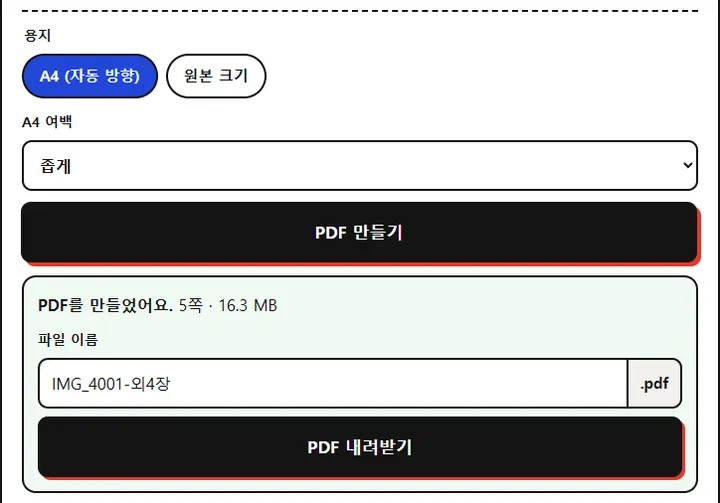 용지
A4 (자동 방향)
원본 크기
A4 여백
좁게
PDF 만들기
PDF를 만들었어요. 5쪽 · 16.3 MB
파일 이름
IMG_4001-외4장
.pdf
PDF 내려받기